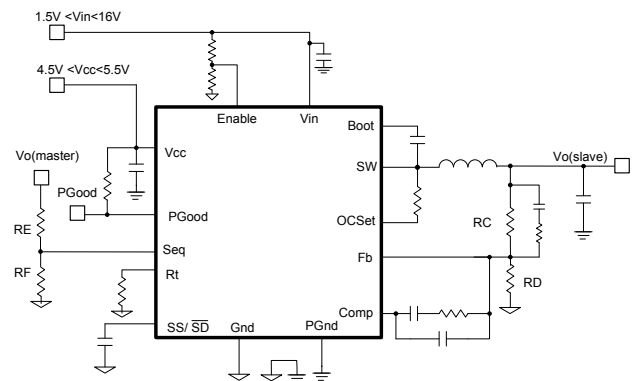 1.5V <Vin<16V
4.5V <Vcc<5.5V
Enable
Vin
Boot
Vcc
Vo(master)
SW
Vo(slave)
PGood
PGood
OCSet
RE
RC
Seq
Fb
RF
Rt
RD
Comp
SS/ SD
Gnd
PGnd